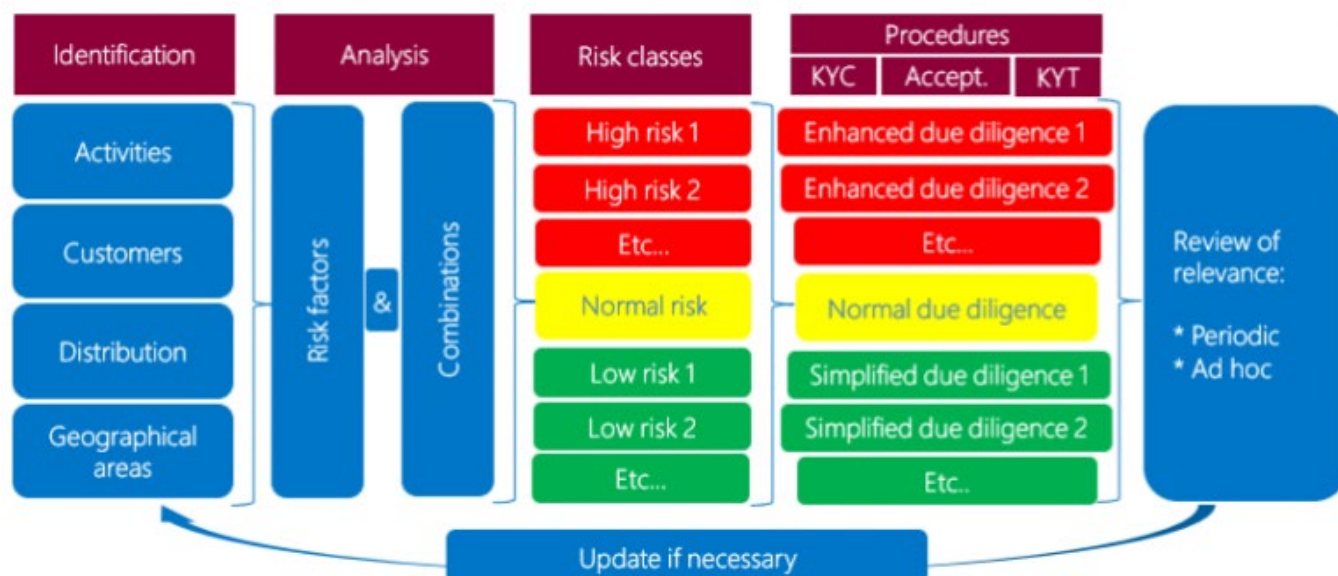 Identification
Analysis
Risk classes
Procedures
KYC
Accept.
KYT
Activities
Customers
Distribution
Geographical
areas
Risk factors
&
Combinations
High risk 1
High risk 2
Etc...
Normal risk
Low risk 1
Low risk 2
Etc...
Enhanced due diligence 1
Enhanced due diligence 2
Etc...
Normal due diligence
Simplified due diligence 1
Simplified due diligence 2
Etc..
Review of
relevance:
* Periodic
* Ad hoc
Update if necessary